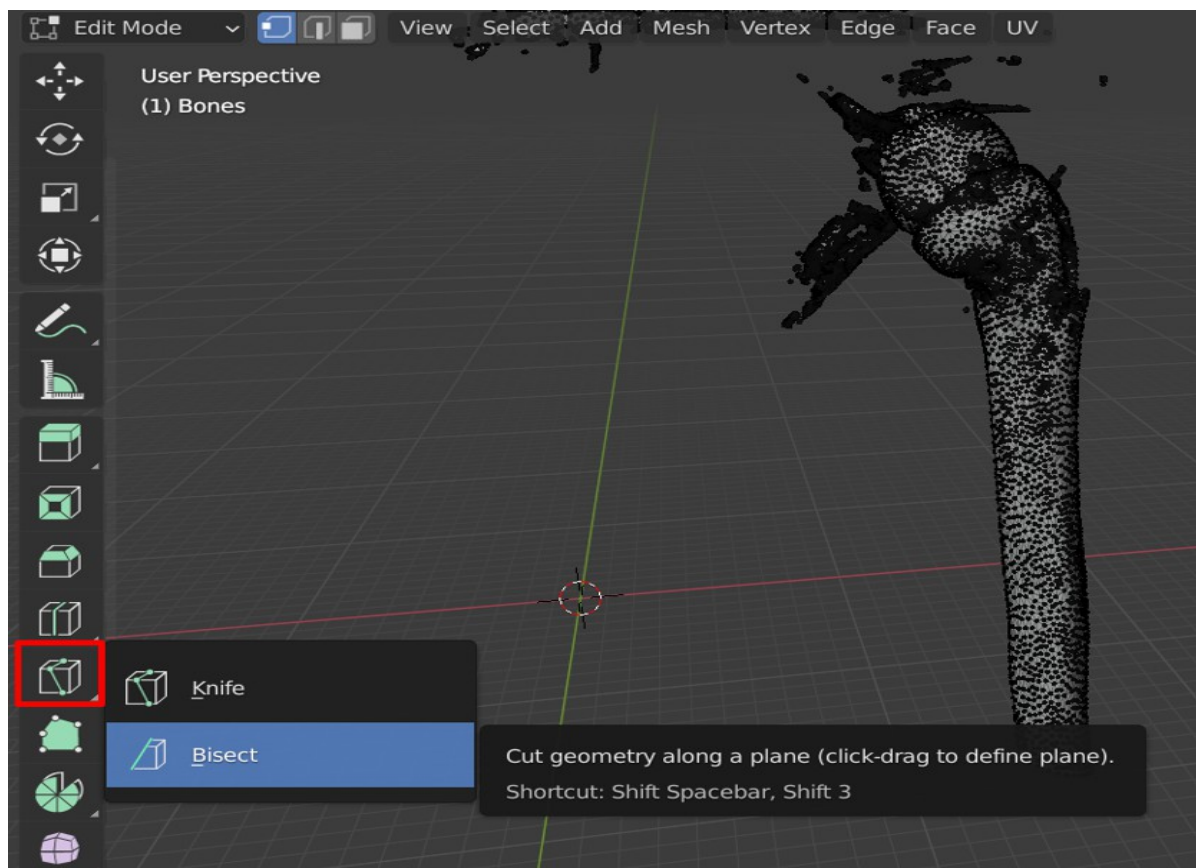 Edit Mode View Select Add Mesh Vertex Edge Face UV
User Perspective
(1) Bones
Knife
Bisect
Cut geometry along a plane (click-drag to define plane).
Shortcut: Shift Spacebar, Shift 3